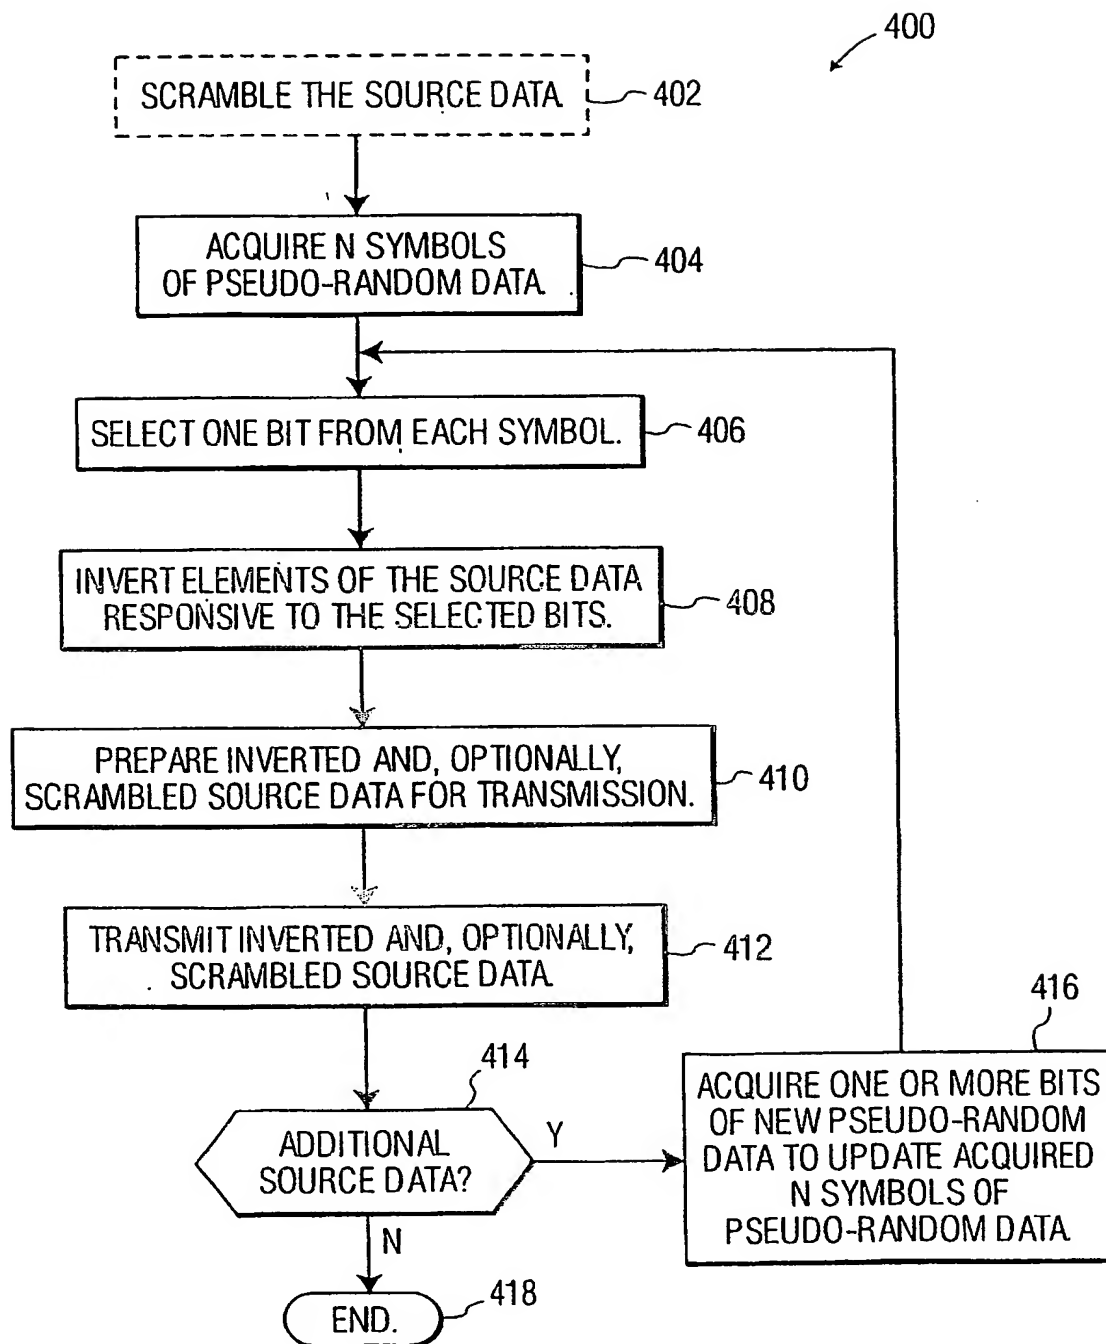 400
SCRAMBLE THE SOURCE DATA.
402
ACQUIRE N SYMBOLS
OF PSEUDO-RANDOM DATA.
404
SELECT ONE BIT FROM EACH SYMBOL.
406
INVERT ELEMENTS OF THE SOURCE DATA
RESPONSIVE TO THE SELECTED BITS.
408
PREPARE INVERTED AND, OPTIONALLY,
SCRAMBLED SOURCE DATA FOR TRANSMISSION.
410
TRANSMIT INVERTED AND, OPTIONALLY,
SCRAMBLED SOURCE DATA.
412
414
ADDITIONAL
SOURCE DATA?
Y
N
416
ACQUIRE ONE OR MORE BITS
OF NEW PSEUDO-RANDOM
DATA TO UPDATE ACQUIRED
N SYMBOLS OF
PSEUDO-RANDOM DATA.
END.
418